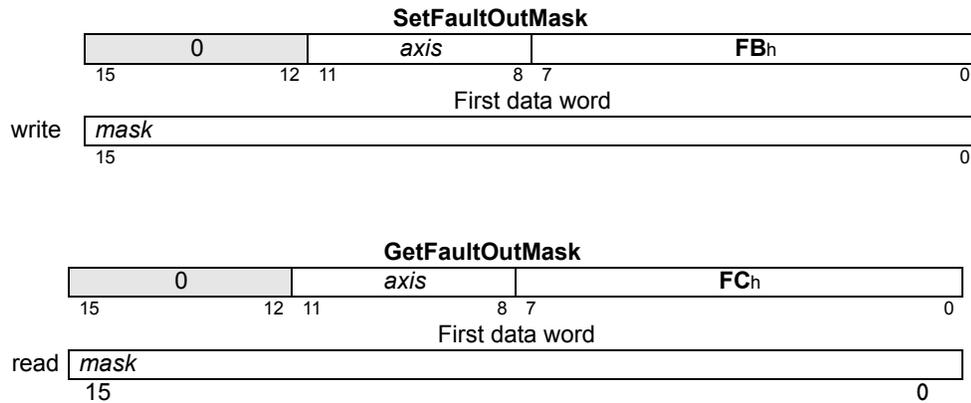 SetFaultOutMask
0 axis FBh
15 12 11 8 7 0
First data word
write mask
15 0
GetFaultOutMask
0 axis FCh
15 12 11 8 7 0
First data word
read mask
15 0